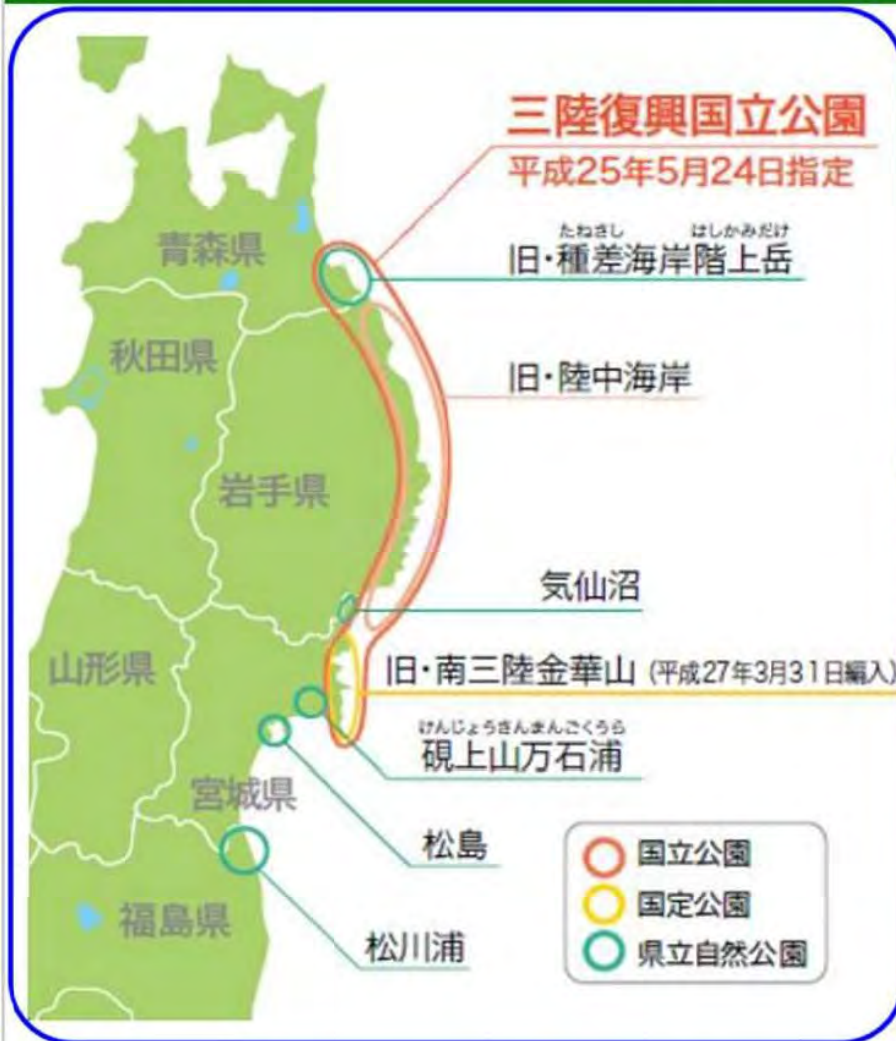 三陸復興国立公園
平成25年5月24日指定
たねさし はしかみだけ
旧・種差海岸階上岳
青森県
秋田県
旧・陸中海岸
岩手県
気仙沼
山形県
旧・南三陸金華山（平成27年3月31日編入）
けんじょうさんまんごくうら
硯上山万石浦
宮城県
松島
福島県
松川浦
国立公園
国定公園
県立自然公園